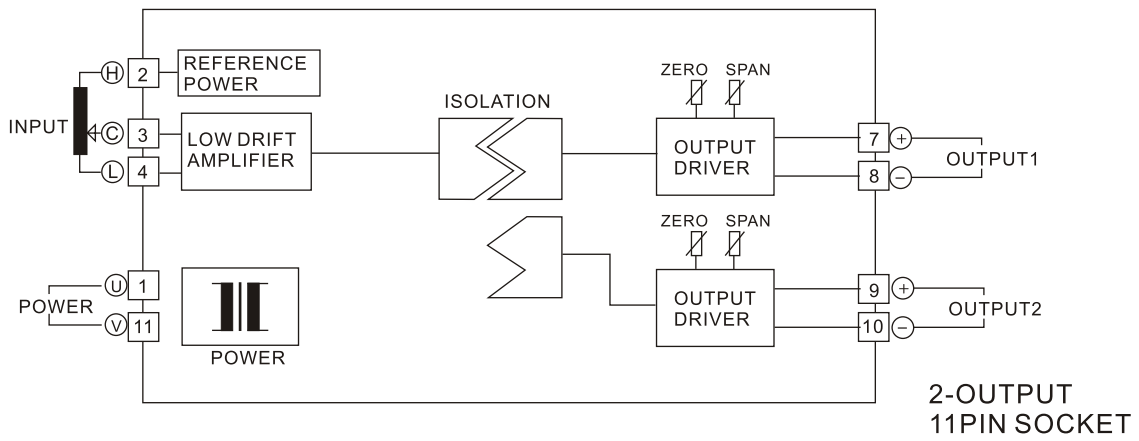 H
2
REFERENCE
POWER
INPUT
C
3
LOW DRIFT
AMPLIFIER
L
4
ISOLATION
ZERO SPAN
OUTPUT
DRIVER
7
+
8
−
OUTPUT1
ZERO SPAN
OUTPUT
DRIVER
9
+
10
−
OUTPUT2
U
1
POWER
V
11
POWER
2-OUTPUT
11PIN SOCKET